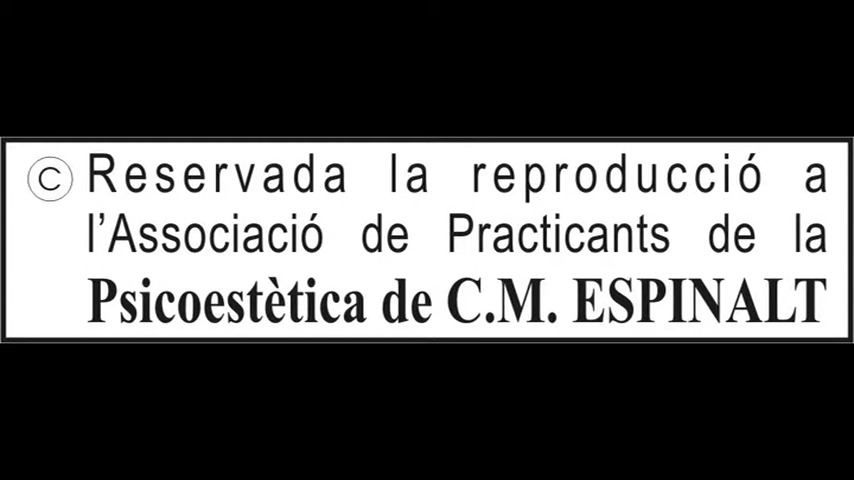 © Reservada la reproducció a
l’Associació de Practicants de la
Psicoestètica de C.M. ESPINALT